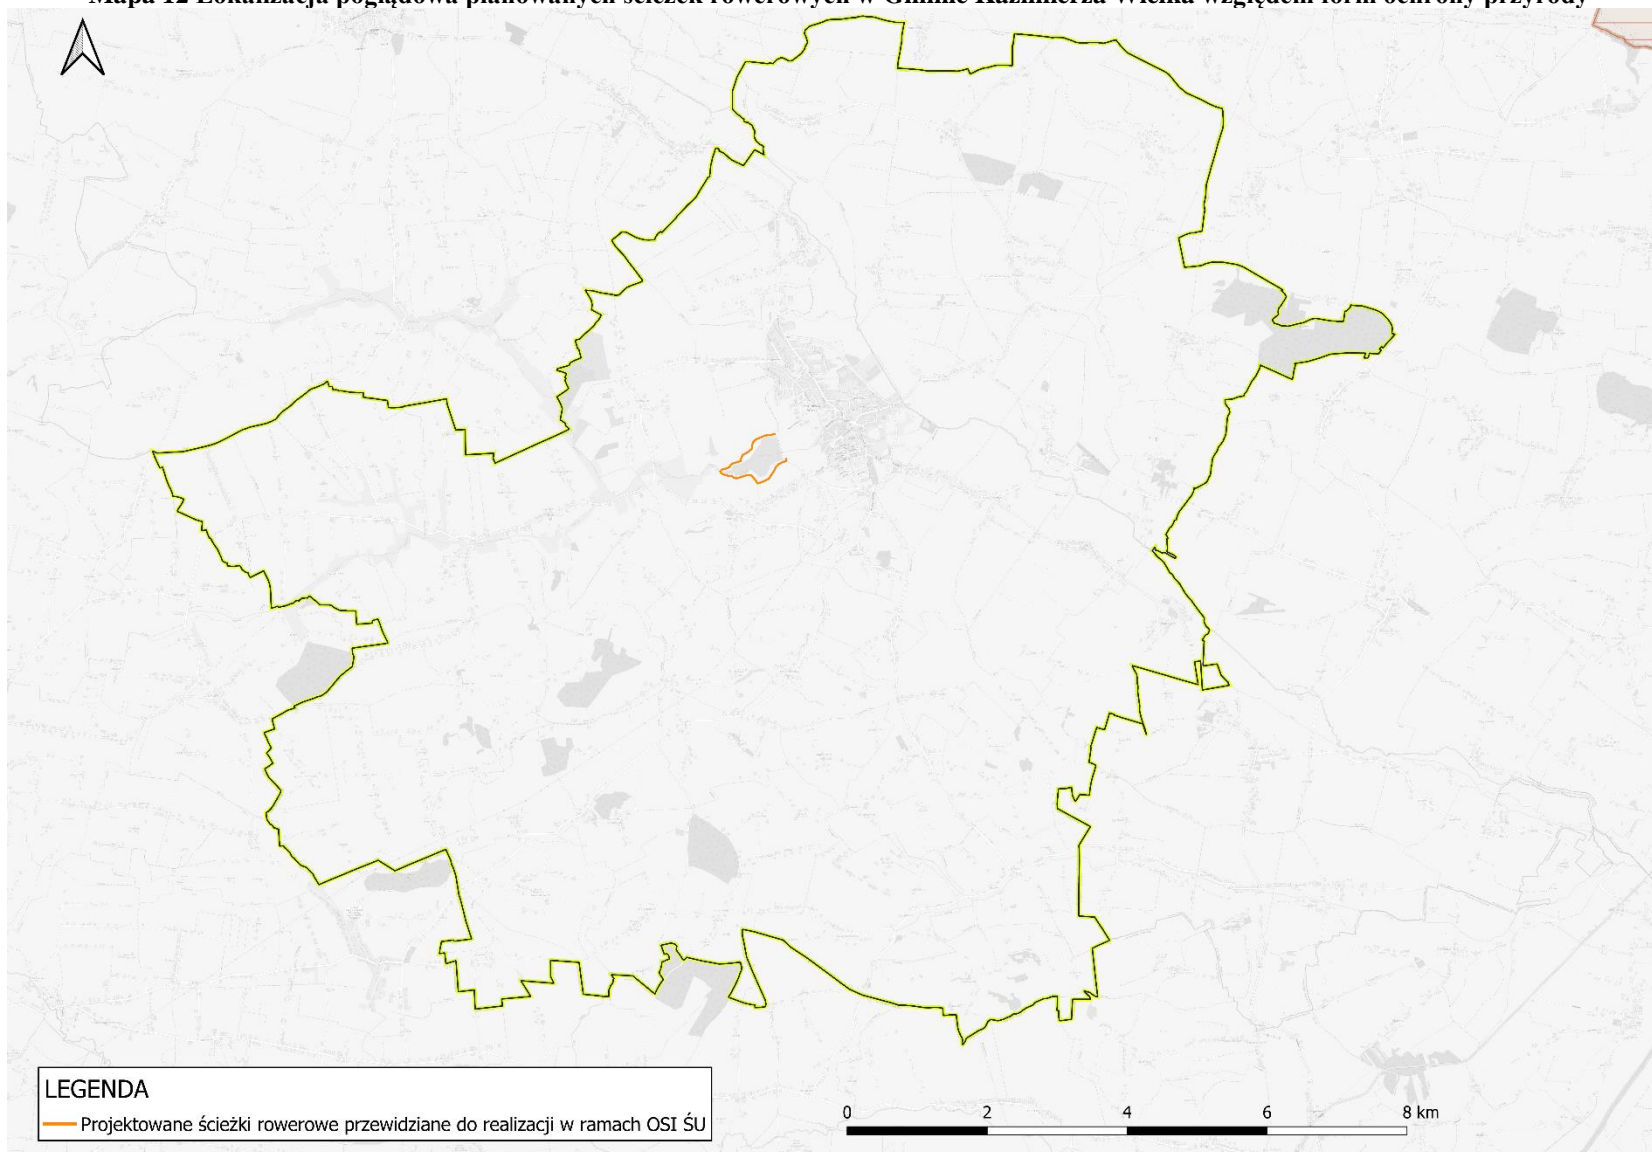 Mapa 12 Lokalizacja poglądowa planowanych ścieżek rowerowych w Gminie Kazimierza Wielka względem form ochrony przyrody
LEGENDA
Projektowane ścieżki rowerowe przewidziane do realizacji w ramach OSI ŚU
0 2 4 6 8 km